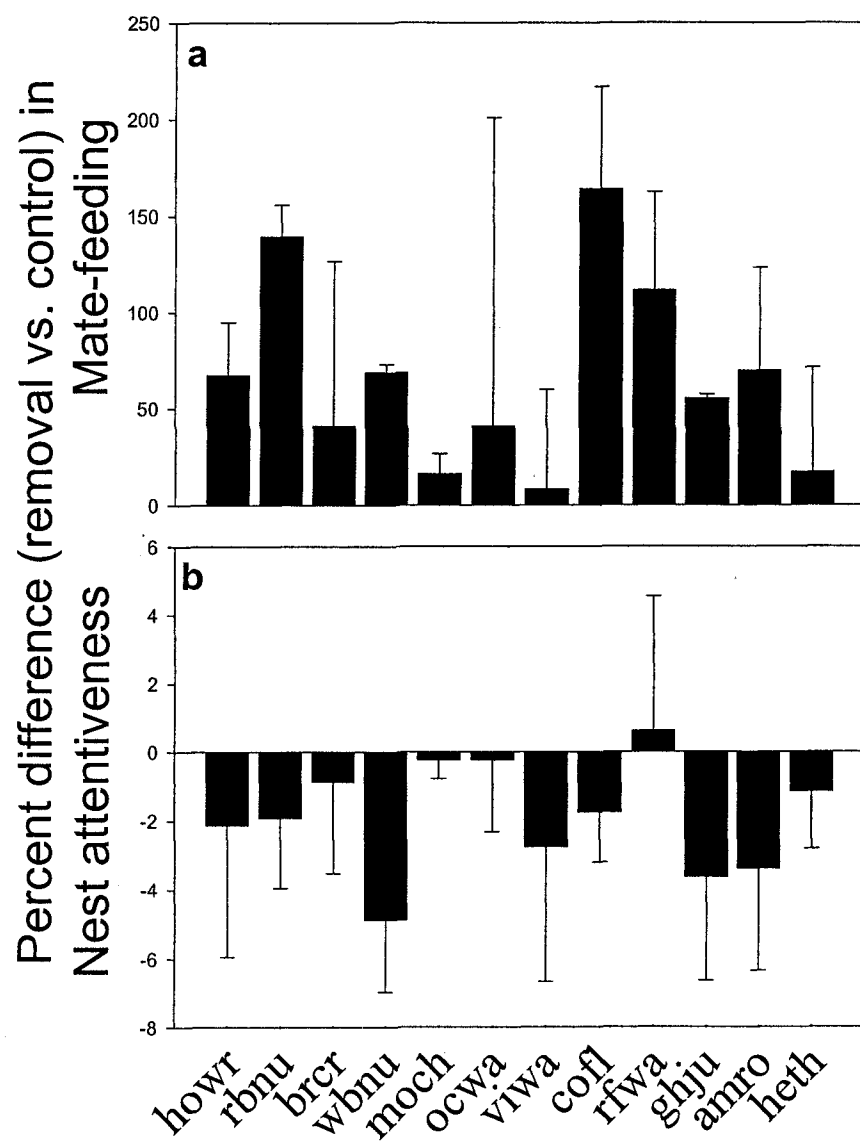 Percent difference (removal vs. control) in
Mate-feeding
Nest attentiveness
a
250
200
150
100
50
0
b
6
4
2
0
-2
-4
-6
-8
howr
rbnu
brcr
wbnu
moch
ocwa
viwa
cofl
rfwa
ghju
amro
heth